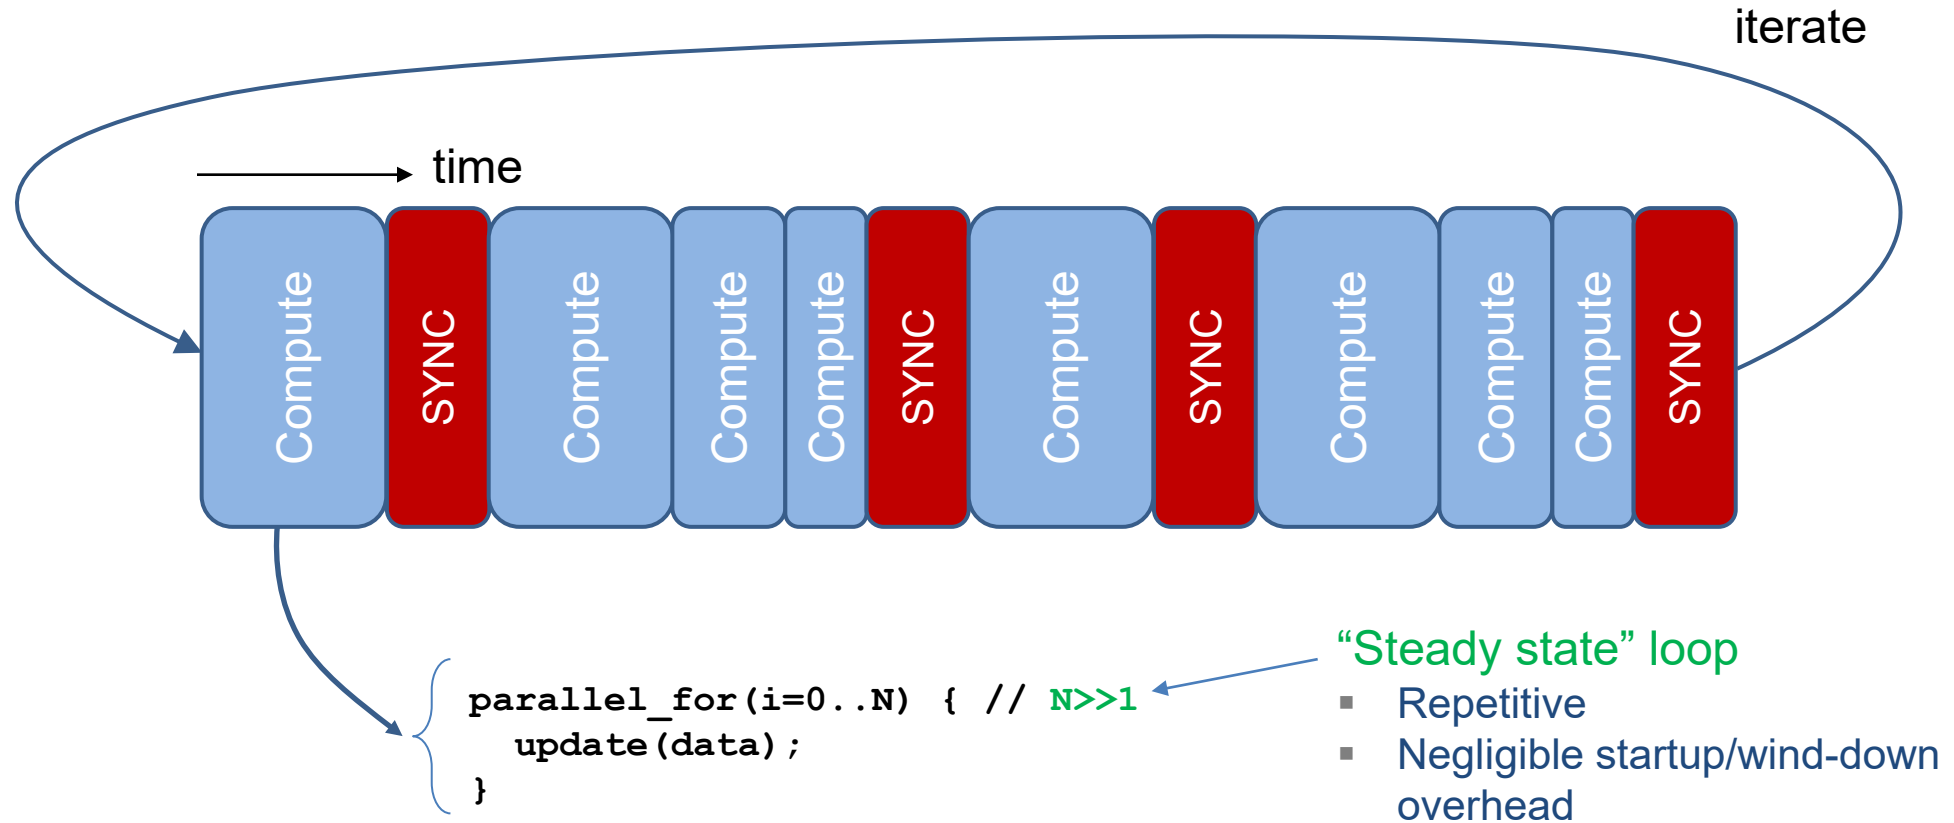 iterate
time
Compute
SYNC
Compute
Compute
Compute
SYNC
Compute
SYNC
Compute
Compute
Compute
SYNC
parallel_for(i=0..N) { // N>>1
update(data);
}
“Steady state” loop
▪ Repetitive
▪ Negligible startup/wind-down
overhead